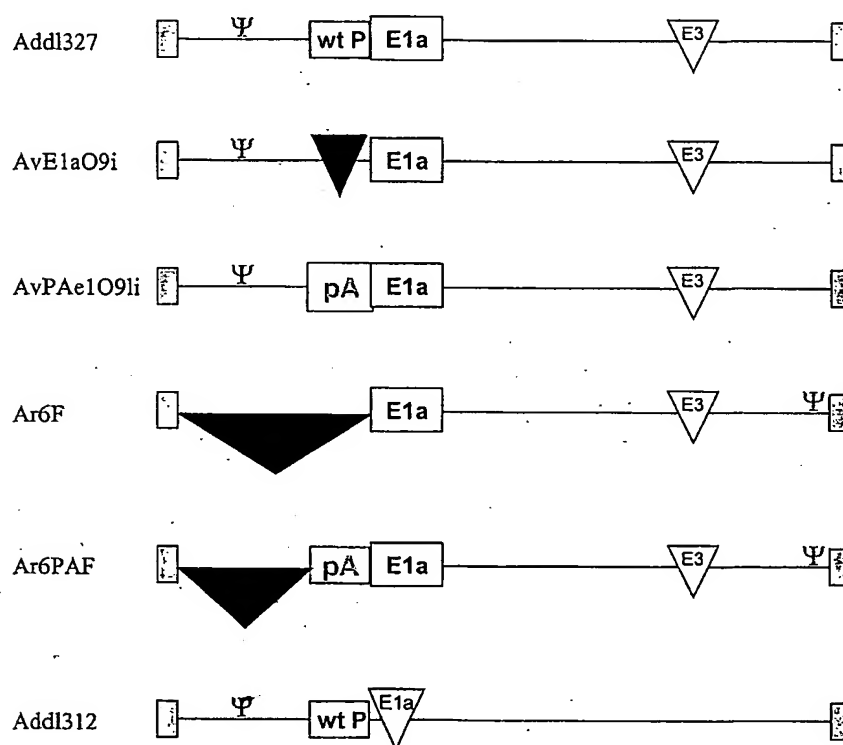 Addl327 Ψ wt P E1a E3
AvE1aO9i Ψ E1a E3
AvPAe1O9li Ψ pA E1a E3
Ar6F E1a E3 Ψ
Ar6PAF pA E1a E3 Ψ
Addl312 Ψ wt P E1a